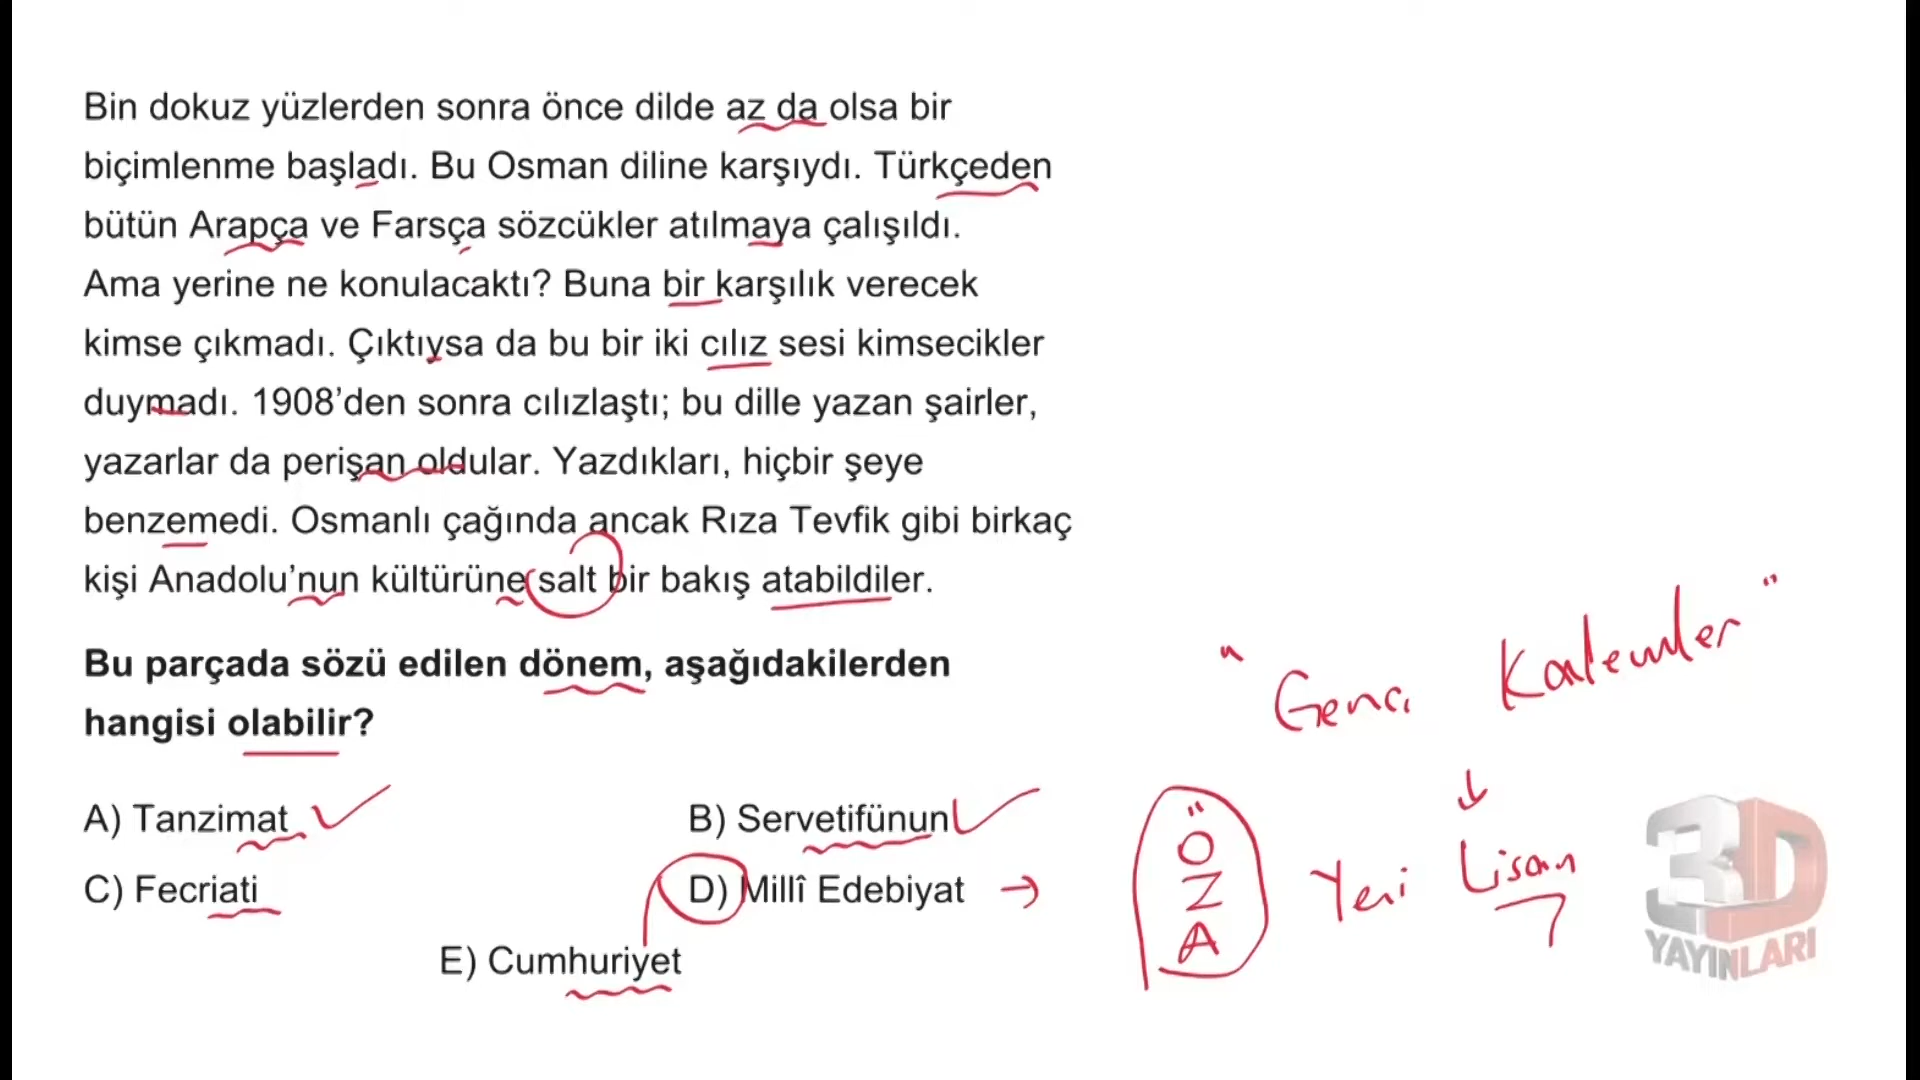 Bin dokuz yüzlerden sonra önce dilde az da olsa bir
biçimlenme başladı. Bu Osman diline karşıydı. Türkçeden
bütün Arapça ve Farsça sözcükler atılmaya çalışıldı.
Ama yerine ne konulacaktı? Buna bir karşılık verecek
kimse çıkmadı. Çıktıysa da bu bir iki cılız sesi kimsecikler
duymadı. 1908’den sonra cılızlaştı; bu dille yazan şairler,
yazarlar da perişan oldular. Yazdıkları, hiçbir şeye
benzemedi. Osmanlı çağında ancak Rıza Tevfik gibi birkaç
kişi Anadolu’nun kültürüne salt bir bakış atabildiler.
Bu parçada sözü edilen dönem, aşağıdakilerden
hangisi olabilir?
A) Tanzimat
B) Servetifünun
C) Fecriati
D) Millî Edebiyat
E) Cumhuriyet
"Genç Kalemler"
Yeni Lisan
ÖZA
3D
YAYINLARI